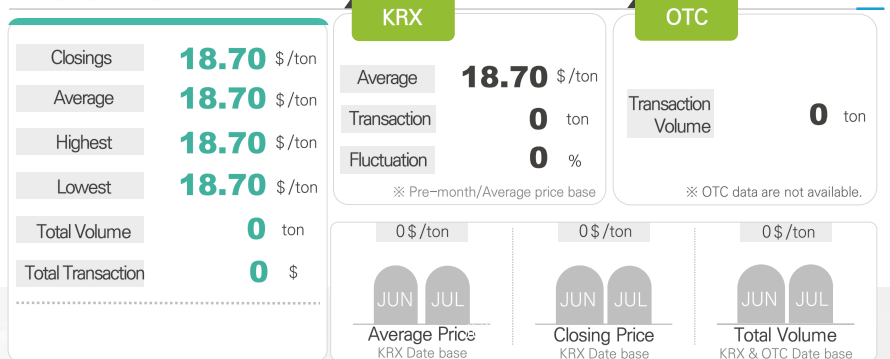 Closings 18.70 $/ton
Average 18.70 $/ton
Highest 18.70 $/ton
Lowest 18.70 $/ton
Total Volume 0 ton
Total Transaction 0 $
KRX
Average 18.70 $/ton
Transaction 0 ton
Fluctuation 0 %
※ Pre-month/Average price base
OTC
Transaction
Volume 0 ton
※ OTC data are not available.
0$/ton
JUN JUL
Average Price
KRX Date base
0$/ton
JUN JUL
Closing Price
KRX Date base
0$/ton
JUN JUL
Total Volume
KRX & OTC Date base